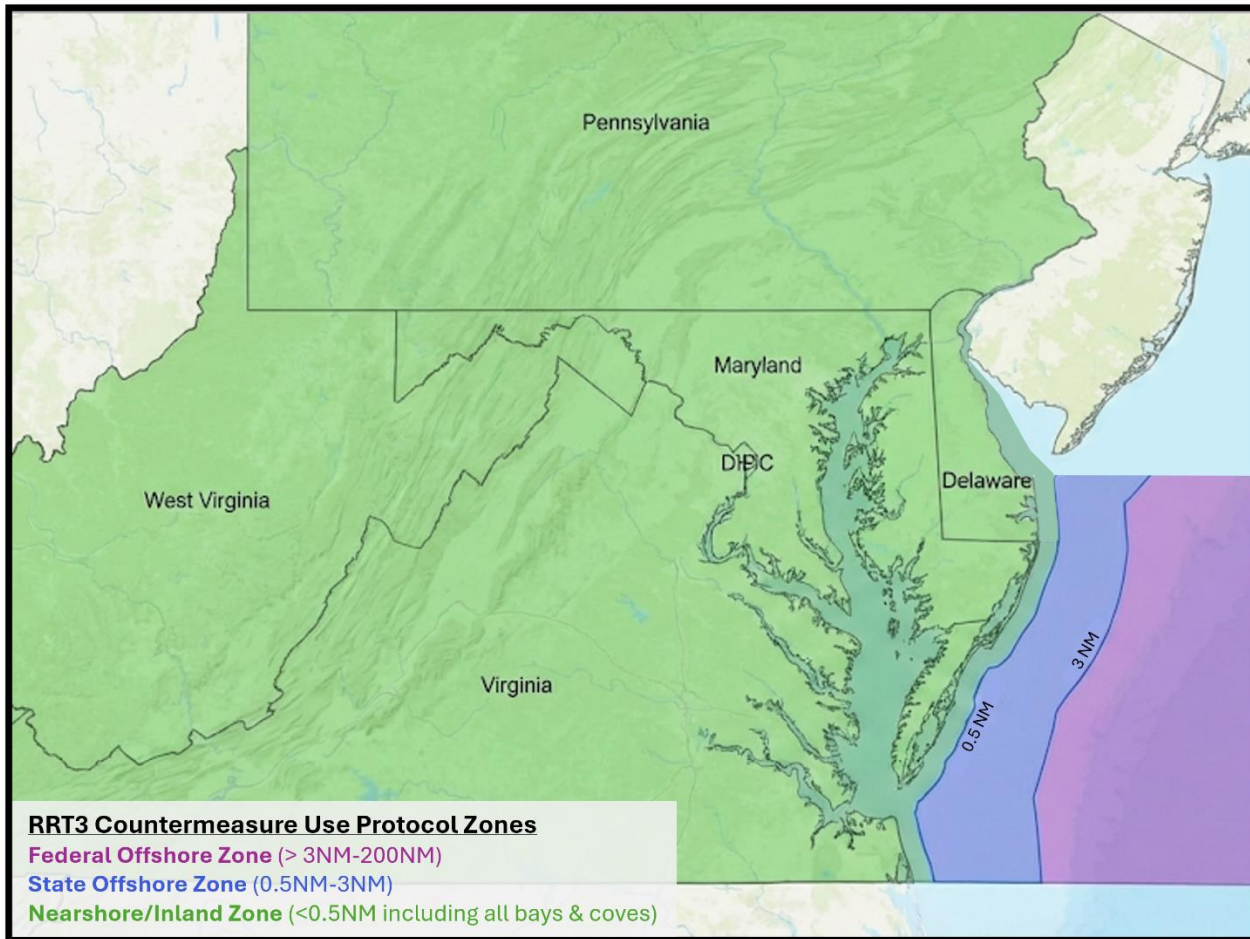 Pennsylvania
Maryland
DIDC
Delaware
West Virginia
3 NM
Virginia
0.5 NM
RRT3 Countermeasure Use Protocol Zones
Federal Offshore Zone (> 3NM-200NM)
State Offshore Zone (0.5NM-3NM)
Nearshore/Inland Zone (<0.5NM including all bays & coves)